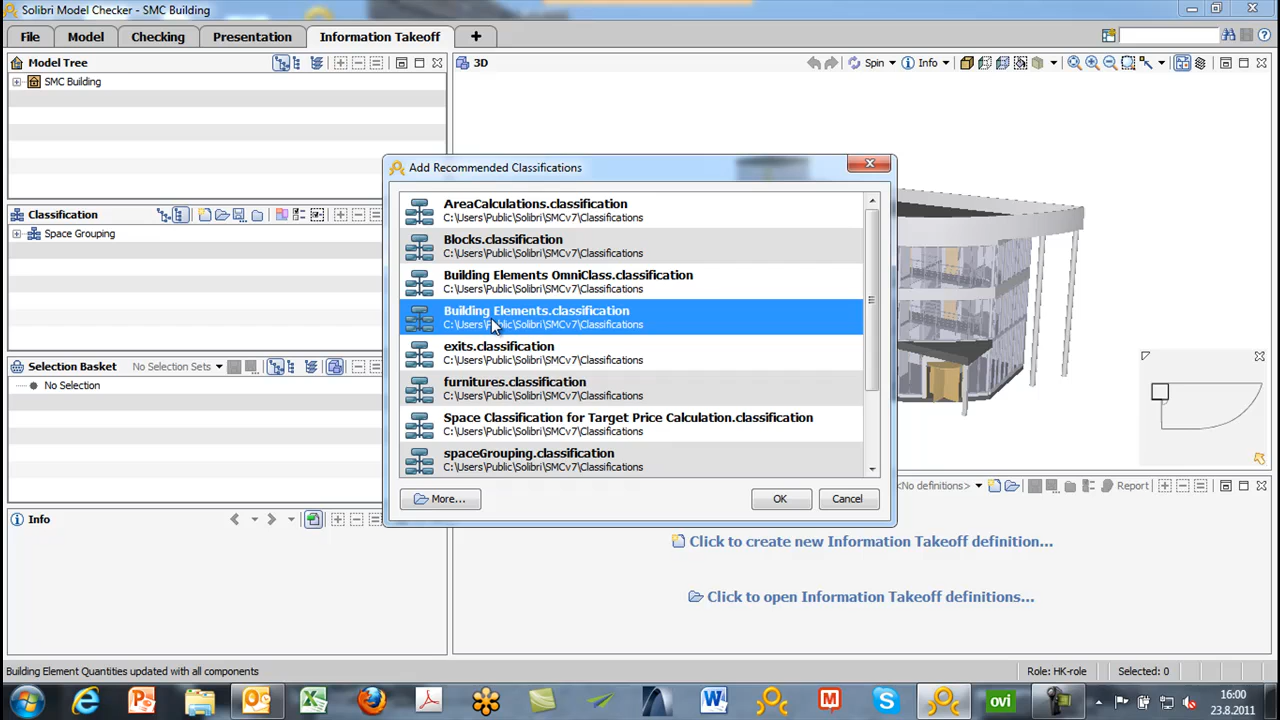 Solibri Model Checker - SMC Building
File
Model
Checking
Presentation
Information Takeoff
Model Tree
SMC Building
3D
Spin
Info
Classification
Space Grouping
Selection Basket
No Selection Sets
No Selection
Info
Add Recommended Classifications
AreaCalculations.classification
C:\Users\Public\Solibri\SMCv7\Classifications
Blocks.classification
C:\Users\Public\Solibri\SMCv7\Classifications
Building Elements OmniClass.classification
C:\Users\Public\Solibri\SMCv7\Classifications
Building Elements.classification
C:\Users\Public\Solibri\SMCv7\Classifications
exits.classification
C:\Users\Public\Solibri\SMCv7\Classifications
furnitures.classification
C:\Users\Public\Solibri\SMCv7\Classifications
Space Classification for Target Price Calculation.classification
C:\Users\Public\Solibri\SMCv7\Classifications
spaceGrouping.classification
C:\Users\Public\Solibri\SMCv7\Classifications
More...
OK
Cancel
<No definitions>
Report
Click to create new Information Takeoff definition...
Click to open Information Takeoff definitions...
Building Element Quantities updated with all components
Role: HK-role
Selected: 0
ovi
16:00
23.8.2011